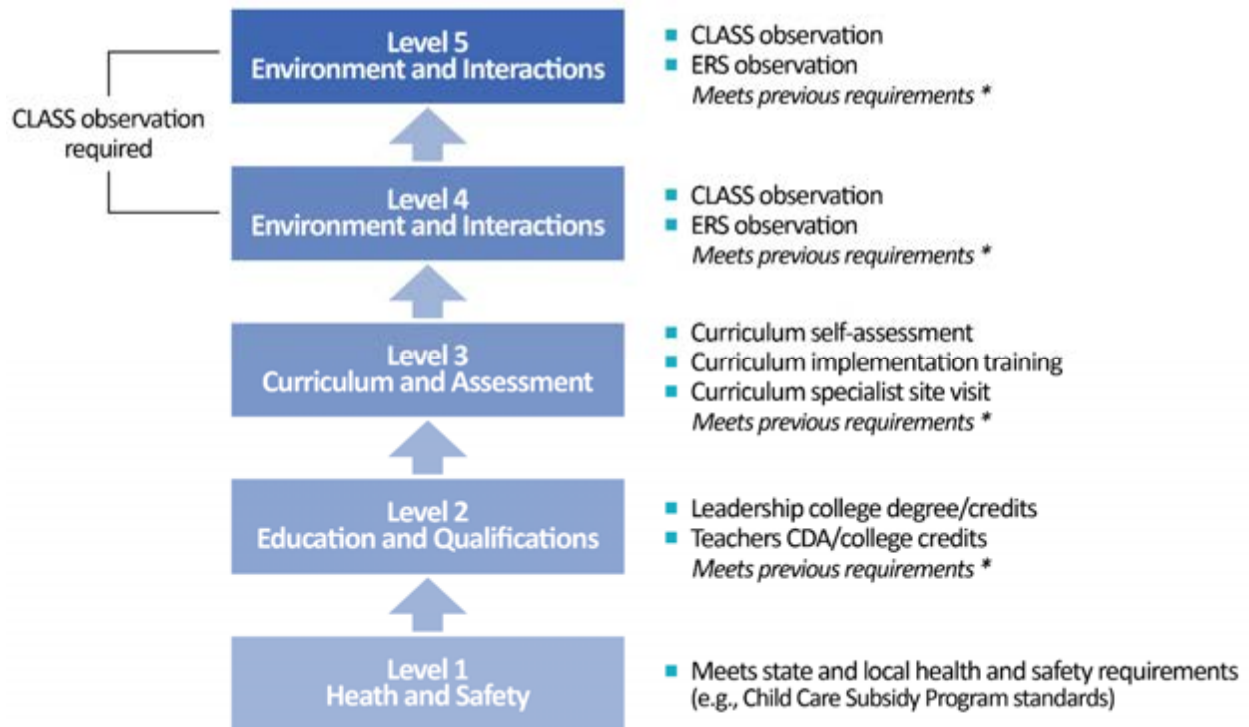 Level 5
Environment and Interactions
■ CLASS observation
■ ERS observation
Meets previous requirements *
CLASS observation
required
Level 4
Environment and Interactions
■ CLASS observation
■ ERS observation
Meets previous requirements *
Level 3
Curriculum and Assessment
■ Curriculum self-assessment
■ Curriculum implementation training
■ Curriculum specialist site visit
Meets previous requirements *
Level 2
Education and Qualifications
■ Leadership college degree/credits
■ Teachers CDA/college credits
Meets previous requirements *
Level 1
Heath and Safety
■ Meets state and local health and safety requirements
(e.g., Child Care Subsidy Program standards)